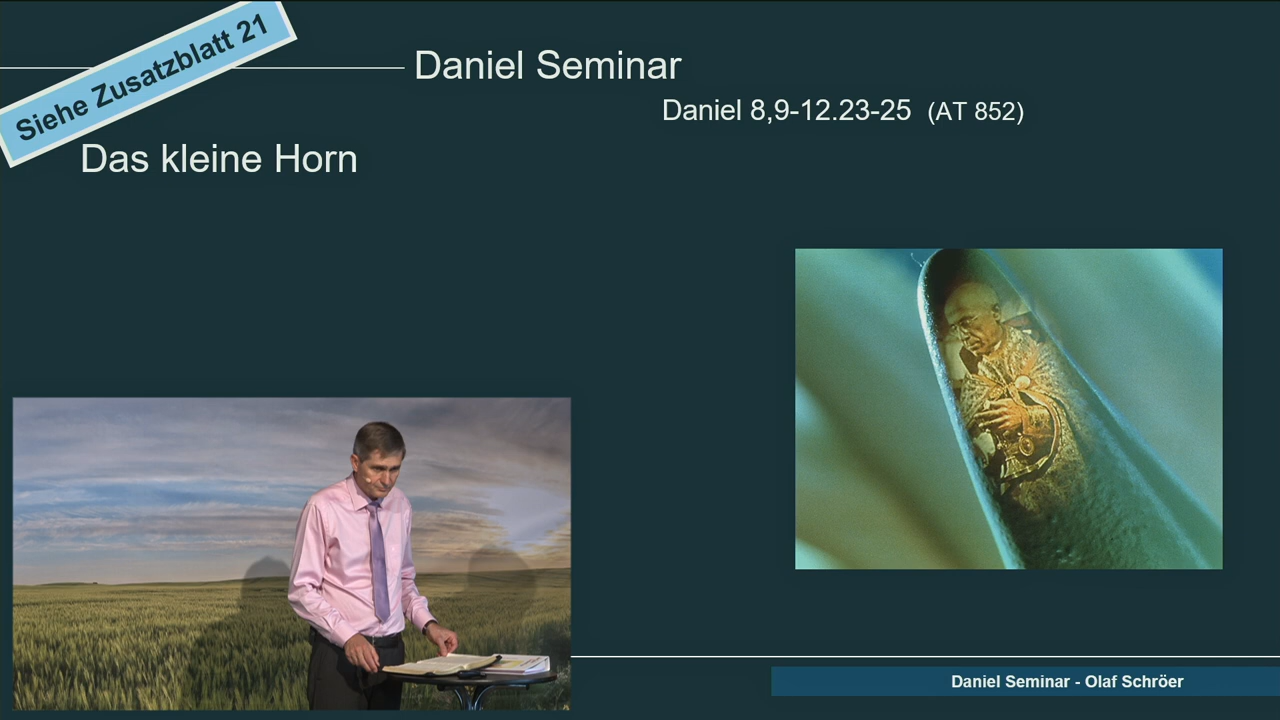 Siehe Zusatzblatt 21
Daniel Seminar
Daniel 8,9-12.23-25 (AT 852)
Das kleine Horn
Daniel Seminar - Olaf Schröer